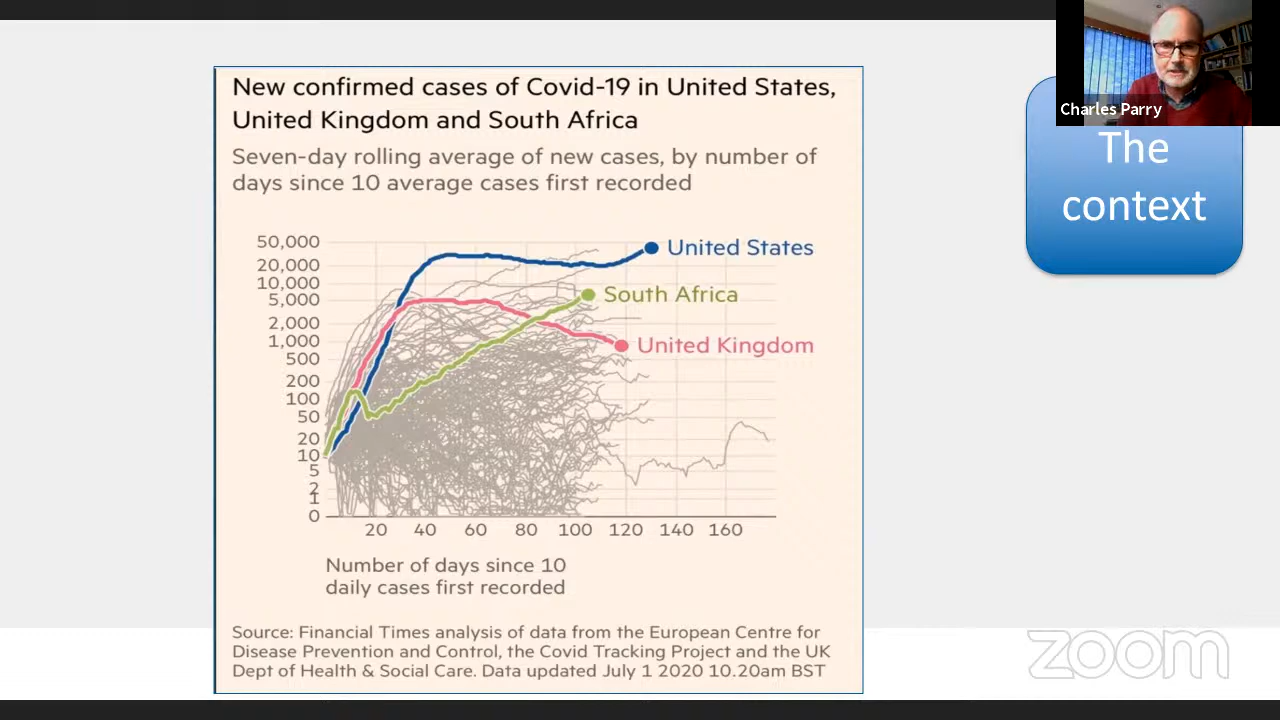 New confirmed cases of Covid-19 in United States,
United Kingdom and South Africa
Seven-day rolling average of new cases, by number of
days since 10 average cases first recorded
50,000
20,000
10,000
5,000
2,000
1,000
500
200
100
50
20
10
5
2
1
0
United States
South Africa
United Kingdom
20 40 60 80 100 120 140 160
Number of days since 10
daily cases first recorded
Source: Financial Times analysis of data from the European Centre for
Disease Prevention and Control, the Covid Tracking Project and the UK
Dept of Health & Social Care. Data updated July 1 2020 10.20am BST
Charles Parry
The
context
zoom